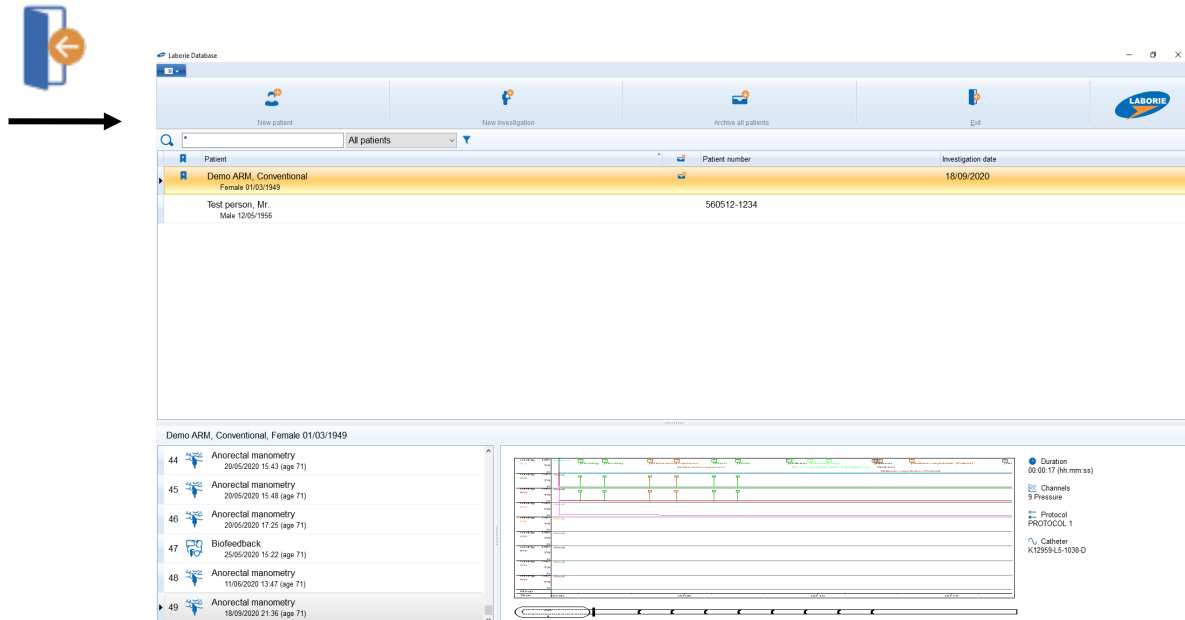 Laborie Database
New patient
New investigation
Archive all patients
Exit
LABORIE
*
All patients
Patient
Patient number
Investigation date
Demo ARM, Conventional
18/09/2020
Female 01/03/1949
Test person, Mr.
560512-1234
Male 12/05/1956
Demo ARM, Conventional, Female 01/03/1949
44
Anorectal manometry
20/05/2020 15:43 (age 71)
45
Anorectal manometry
20/05/2020 15:48 (age 71)
46
Anorectal manometry
20/05/2020 17:25 (age 71)
47
Biofeedback
25/05/2020 15:22 (age 71)
48
Anorectal manometry
11/06/2020 13:47 (age 71)
49
Anorectal manometry
18/09/2020 21:36 (age 71)
Duration
00:00:17 (hh:mm:ss)
Channels
9 Pressure
Protocol
PROTOCOL 1
Catheter
K12959-L5-1038-D